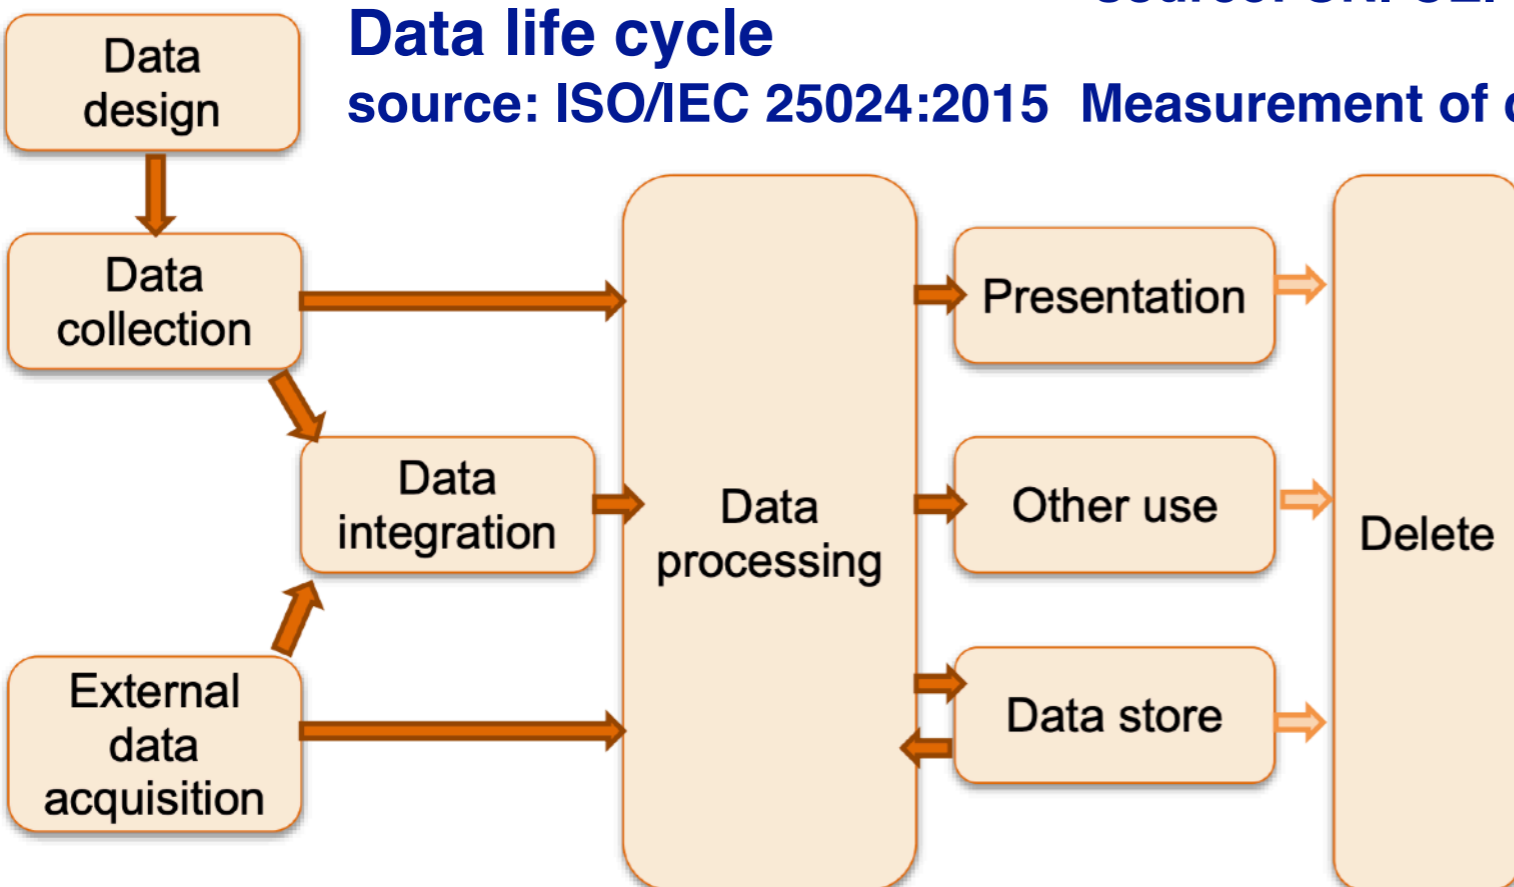 Data life cycle
source: ISO/IEC 25024:2015 Measurement of
Data
design
Data
collection
Data
integration
External
data
acquisition
Data
processing
Presentation
Other use
Data store
Delete